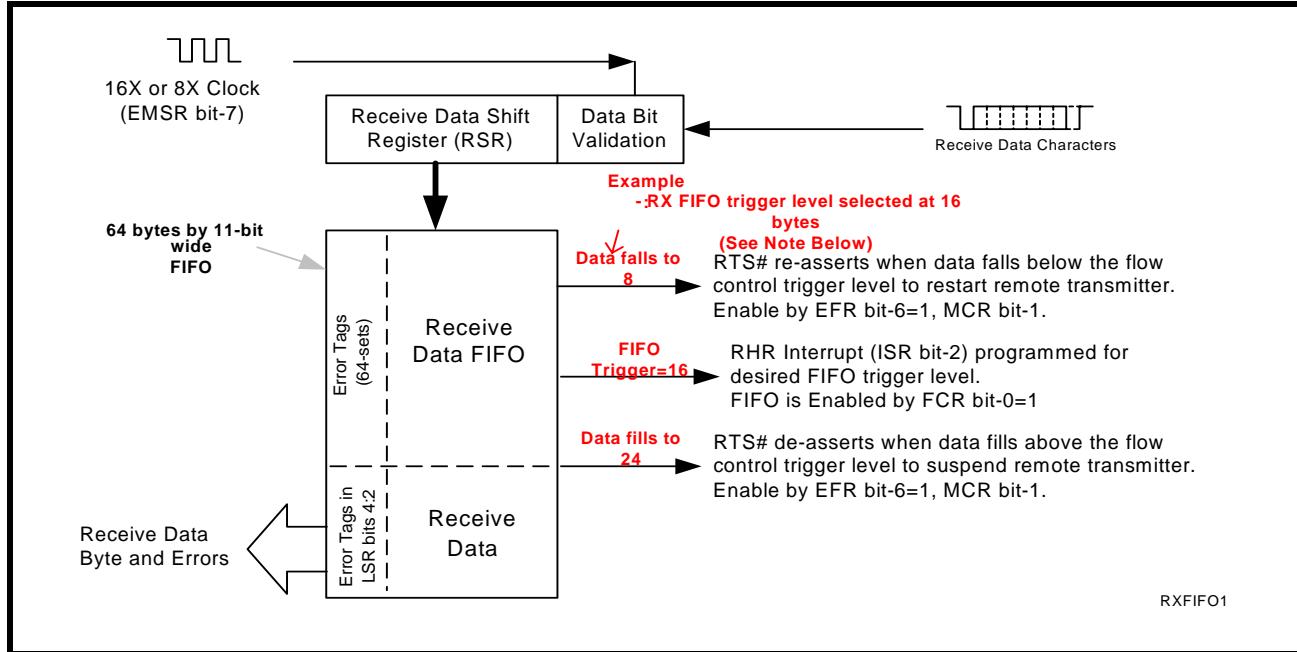 16X or 8X Clock
(EMSR bit-7)
Receive Data Shift
Register (RSR)
Data Bit
Validation
Receive Data Characters
Example
-:RX FIFO trigger level selected at 16
bytes
(See Note Below)
64 bytes by 11-bit
wide
FIFO
Data falls to
8
RTS# re-asserts when data falls below the flow
control trigger level to restart remote transmitter.
Enable by EFR bit-6=1, MCR bit-1.
Error Tags
(64-sets)
Receive
Data FIFO
FIFO
Trigger=16
RHR Interrupt (ISR bit-2) programmed for
desired FIFO trigger level.
FIFO is Enabled by FCR bit-0=1
Data fills to
24
RTS# de-asserts when data fills above the flow
control trigger level to suspend remote transmitter.
Enable by EFR bit-6=1, MCR bit-1.
Error Tags in
LSR bits 4:2
Receive
Data
Receive Data
Byte and Errors
RXFIFO1